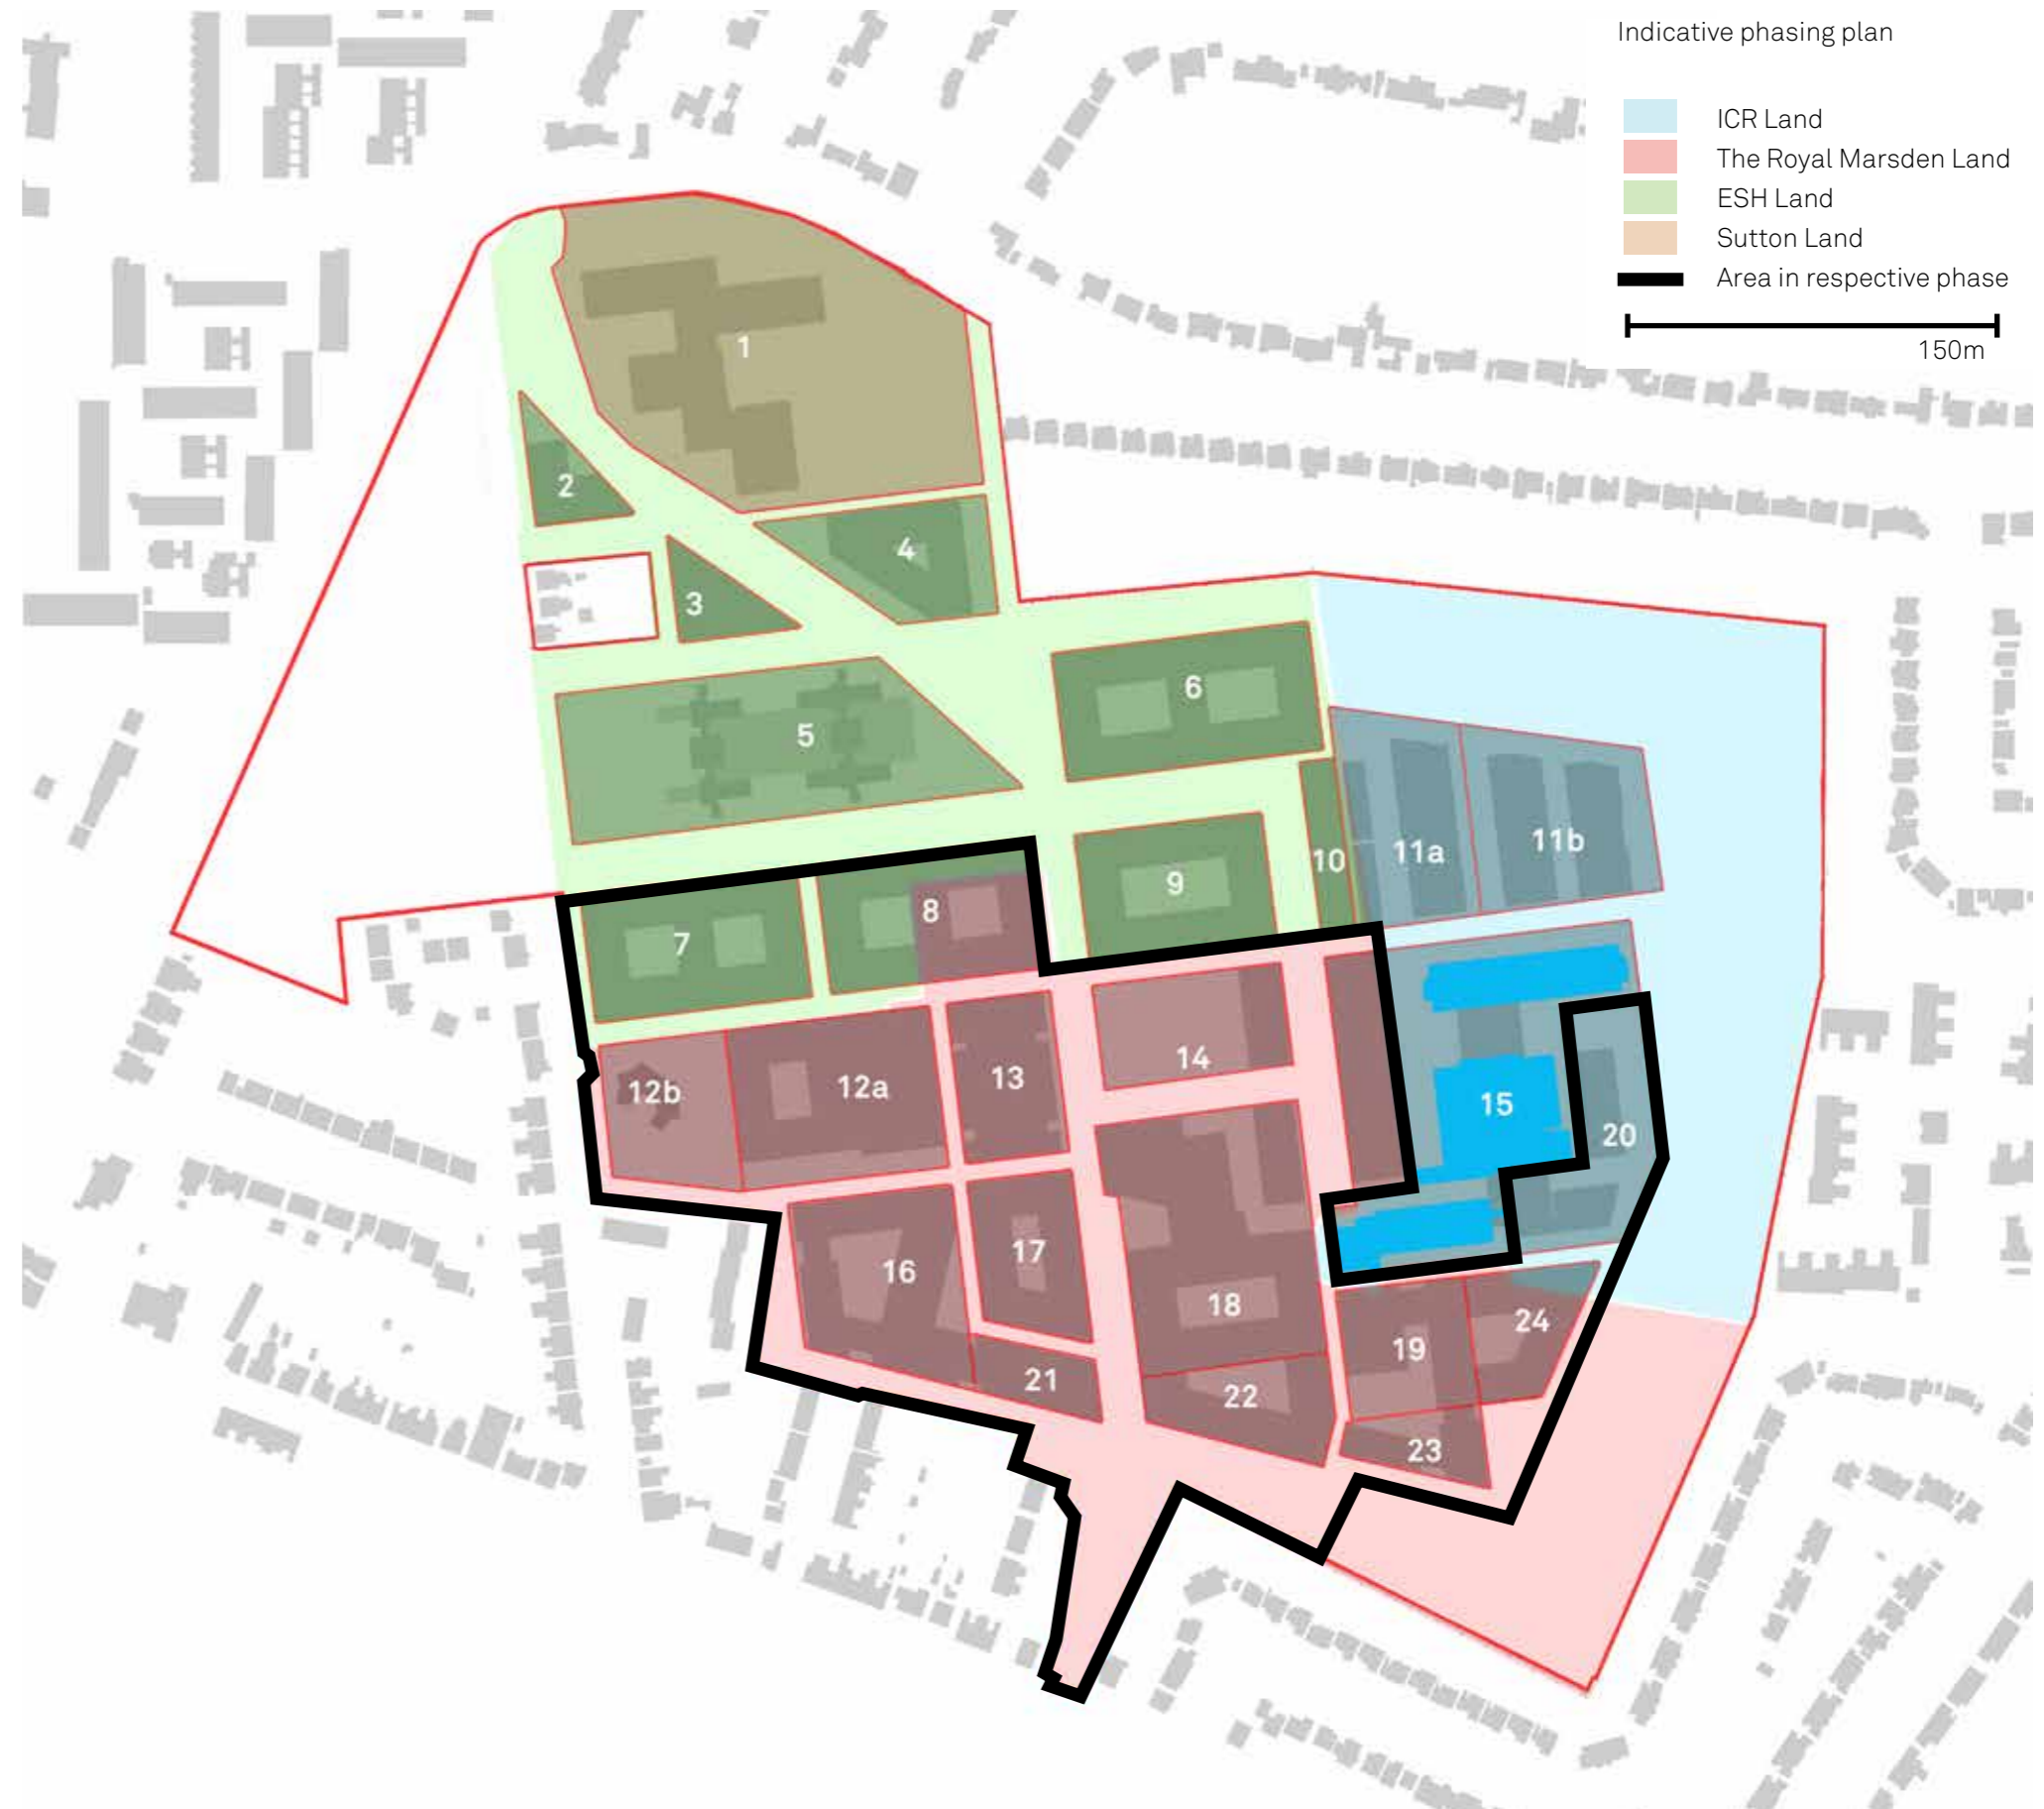 Indicative phasing plan
ICR Land
The Royal Marsden Land
ESH Land
Sutton Land
Area in respective phase
150m
1
2
4
3
6
5
11a
11b
10
9
8
7
14
13
12a
12b
15
20
17
16
18
24
19
21
22
23